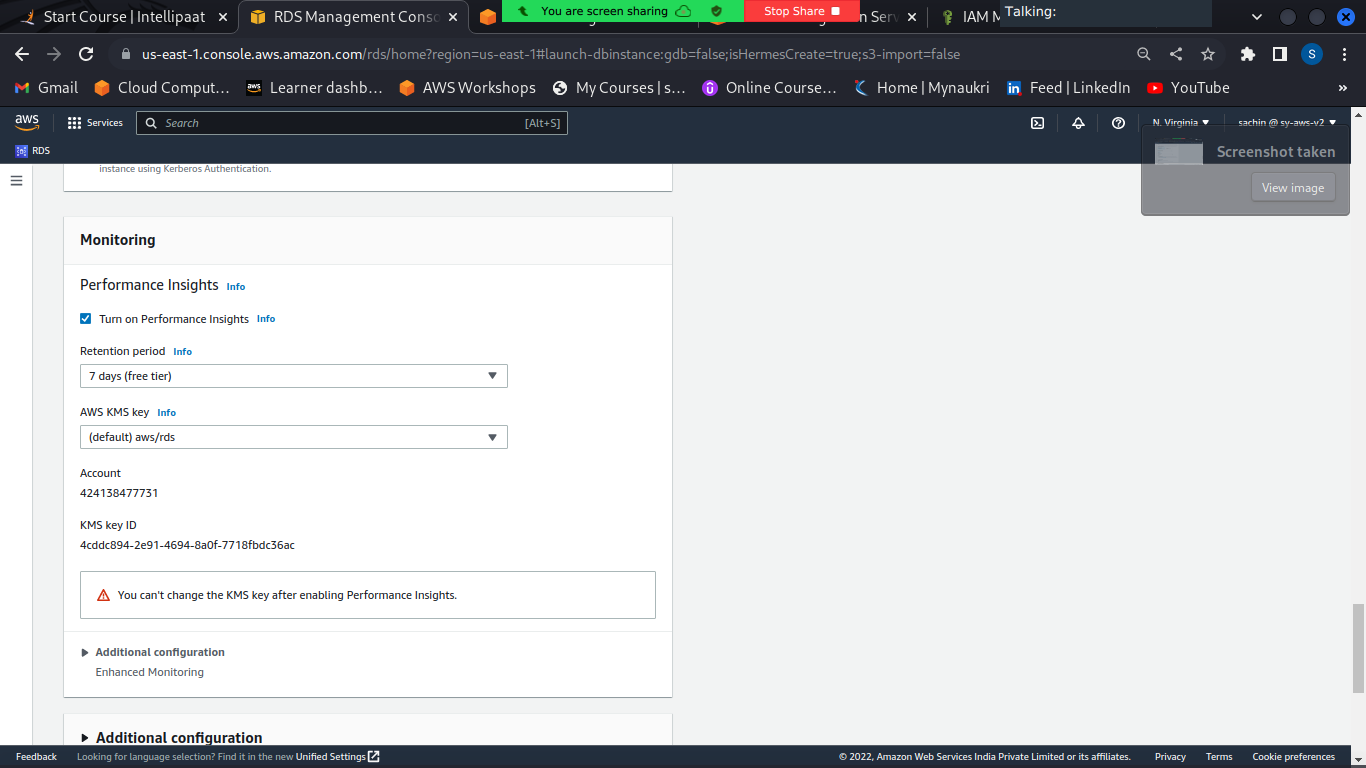 Start Course | Intellipaat
RDS Management Conso
You are screen sharing
Stop Share
Talking:
IAM M
us-east-1.console.aws.amazon.com/rds/home?region=us-east-1#launch-dbinstance:gdb=false;isHermesCreate=true;s3-import=false
S
Gmail
Cloud Comput…
aws
Learner dashb…
AWS Workshops
My Courses | s…
Online Course…
Home | Mynaukri
Feed | LinkedIn
YouTube
»
aws
Services
Search
[Alt+S]
N. Virginia
sachin @ sy-aws-v2
RDS
Screenshot taken
View image
instance using Kerberos Authentication.
Monitoring
Performance Insights Info
Turn on Performance Insights Info
Retention period Info
7 days (free tier)
AWS KMS key Info
(default) aws/rds
Account
424138477731
KMS key ID
4cddc894-2e91-4694-8a0f-7718fbdc36ac
You can't change the KMS key after enabling Performance Insights.
Additional configuration
Enhanced Monitoring
Additional configuration
Feedback
Looking for language selection? Find it in the new Unified Settings
© 2022, Amazon Web Services India Private Limited or its affiliates.
Privacy
Terms
Cookie preferences